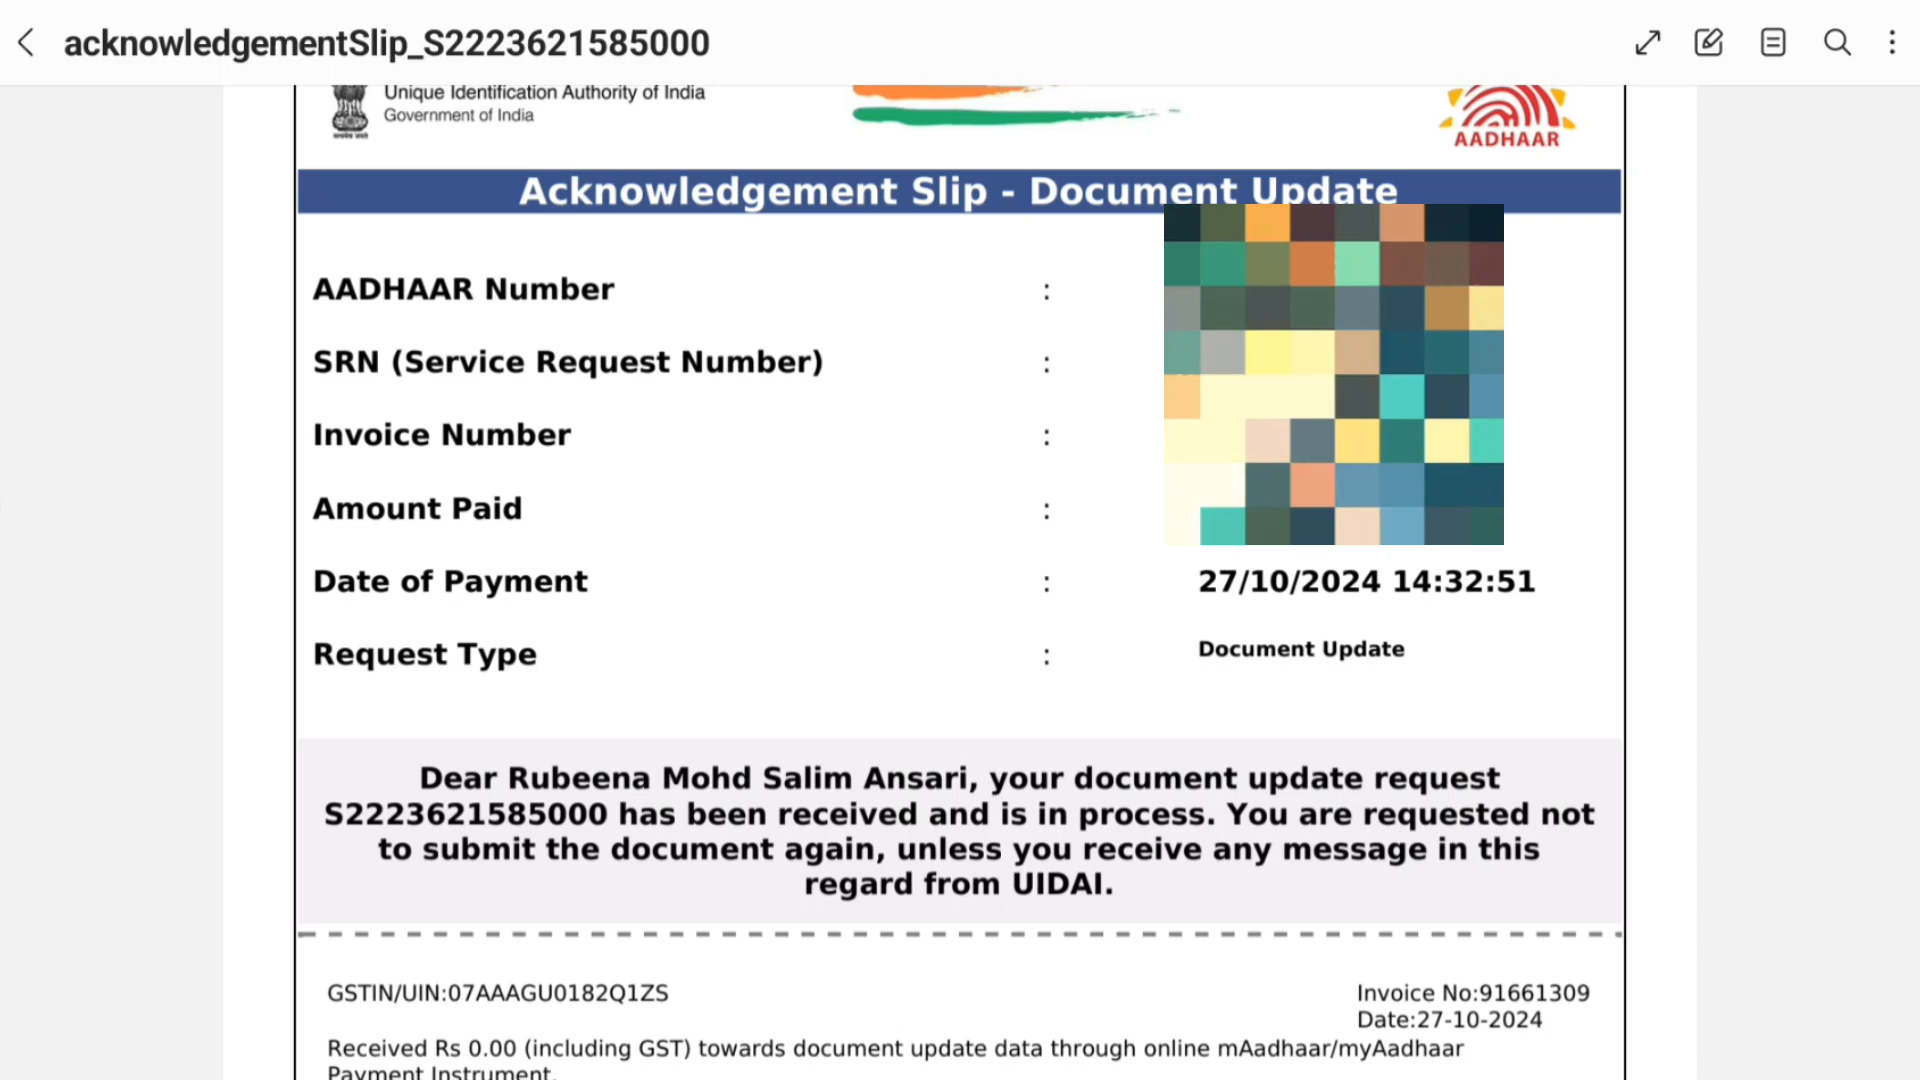 acknowledgementSlip_S2223621585000
Unique Identification Authority of India
Government of India
AADHAAR
Acknowledgement Slip - Document Update
AADHAAR Number :
SRN (Service Request Number) :
Invoice Number :
Amount Paid :
Date of Payment : 27/10/2024 14:32:51
Request Type : Document Update
Dear Rubeena Mohd Salim Ansari, your document update request
S2223621585000 has been received and is in process. You are requested not
to submit the document again, unless you receive any message in this
regard from UIDAI.
GSTIN/UIN:07AAAGU0182Q1ZS
Invoice No:91661309
Date:27-10-2024
Received Rs 0.00 (including GST) towards document update data through online mAadhaar/myAadhaar
Payment Instrument.